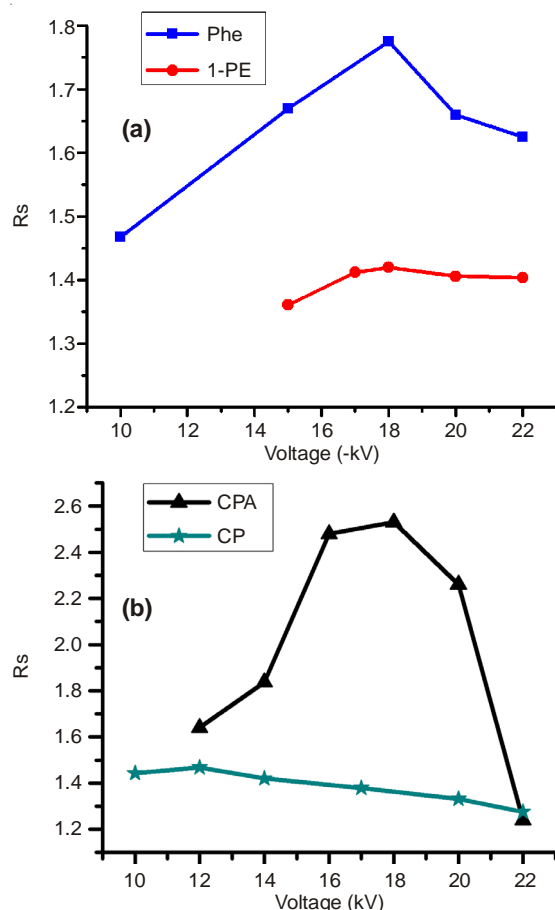 1.8
Phe
1-PE
1.7
1.6
(a)
Rs
1.5
1.4
1.3
1.2
10 12 14 16 18 20 22
Voltage (-kV)
2.6
CPA
CP
2.4
2.2
(b)
2.0
Rs
1.8
1.6
1.4
1.2
10 12 14 16 18 20 22
Voltage (kV)